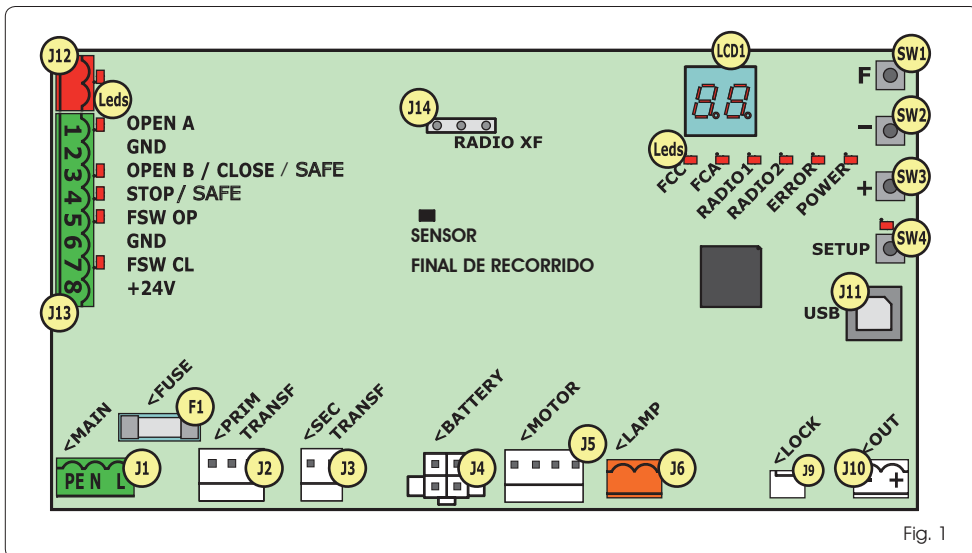 J12
Leds
1 OPEN A
2 GND
3 OPEN B / CLOSE / SAFE
4 STOP/ SAFE
5 FSW OP
6 GND
7 FSW CL
8 +24V
J13
J14
RADIO XF
SENSOR
FINAL DE RECORRIDO
LCD1
8.8.
Leds
FCC
FCA
RADIO1
RADIO2
ERROR
POWER
SW1
F
SW2
-
SW3
+
SW4
SETUP
J11
USB
<MAIN
PE N L
J1
<FUSE
F1
<PRIM
TRANSF
J2
<SEC
TRANSF
J3
<BATTERY
J4
<MOTOR
J5
<LAMP
J6
<LOCK
J9
<OUT
J10
- +
Fig. 1